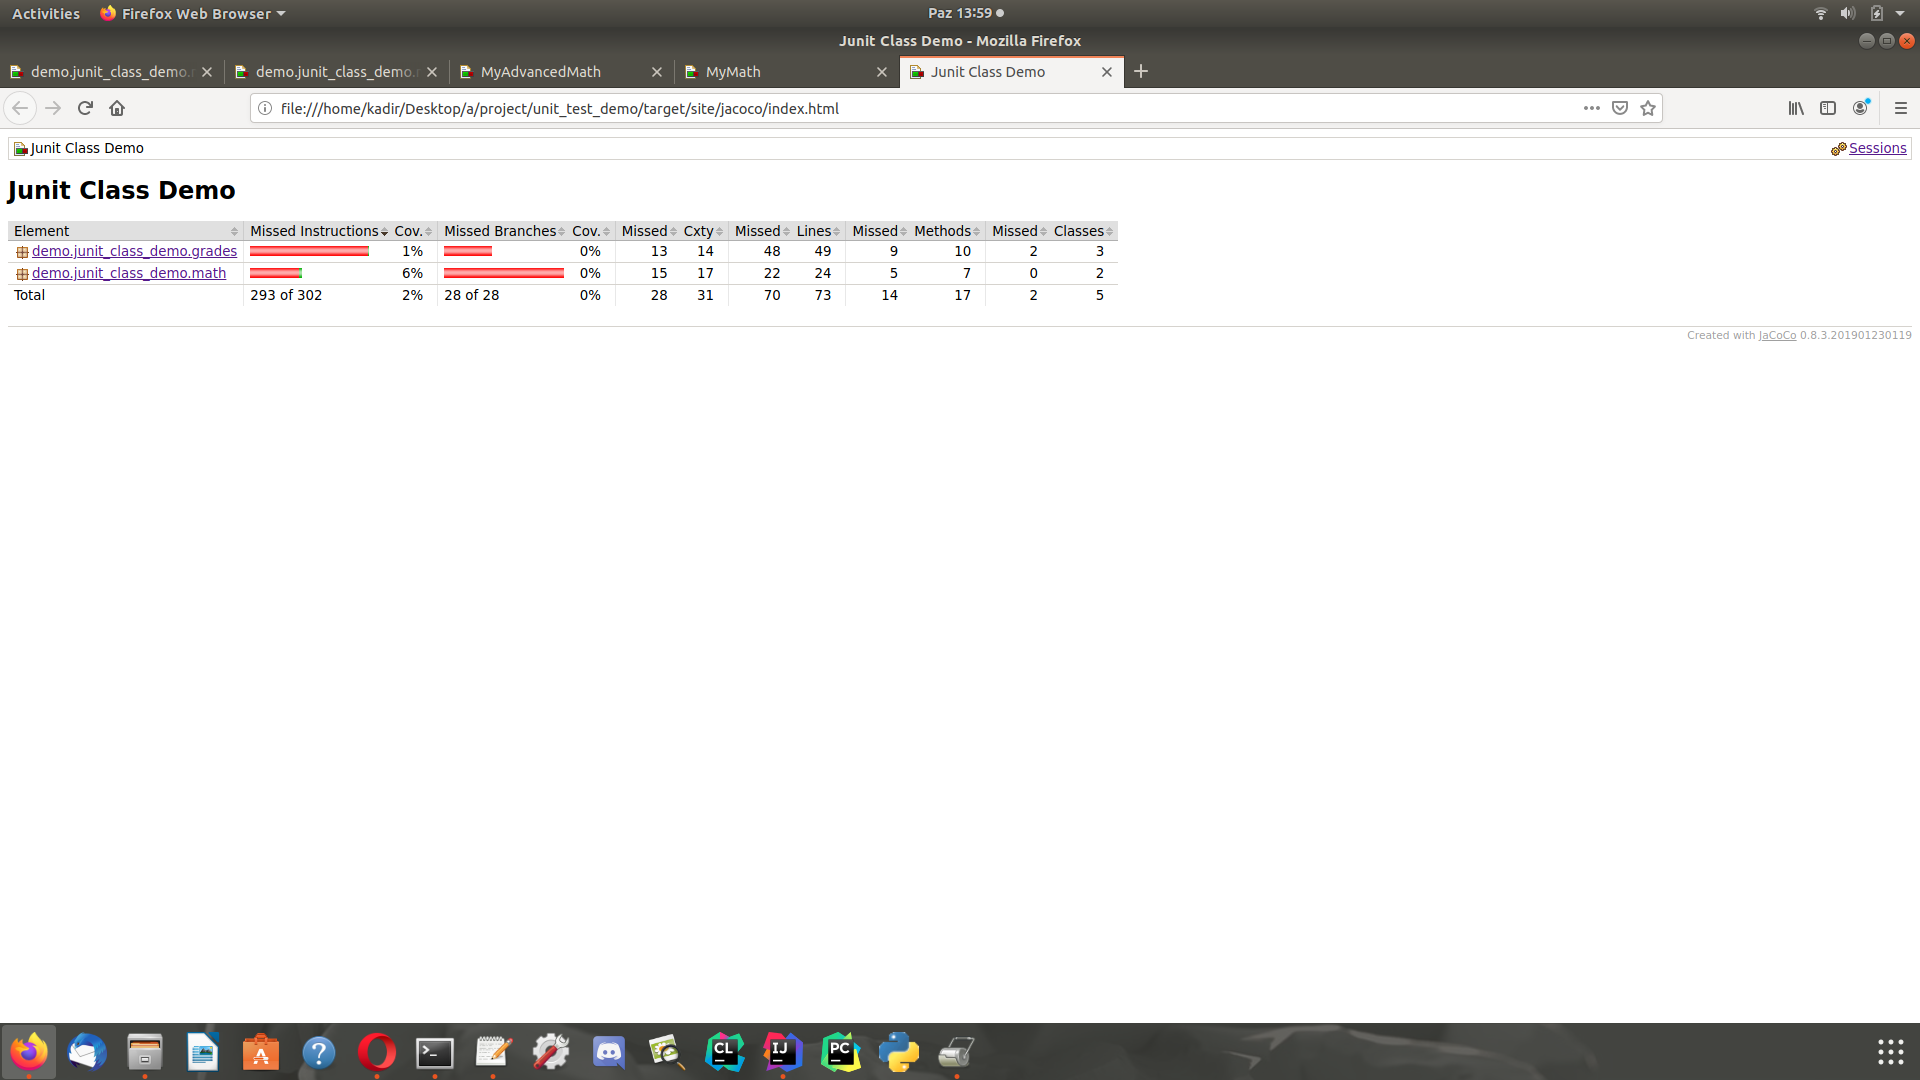 Activities Firefox Web Browser Paz 13:59
Junit Class Demo - Mozilla Firefox
demo.junit_class_demo. demo.junit_class_demo. MyAdvancedMath MyMath Junit Class Demo
file:///home/kadir/Desktop/a/project/unit_test_demo/target/site/jacoco/index.html
Junit Class Demo Sessions
Junit Class Demo
Element Missed Instructions Cov. Missed Branches Cov. Missed Cxty Missed Lines Missed Methods Missed Classes
demo.junit_class_demo.grades 1% 0% 13 14 48 49 9 10 2 3
demo.junit_class_demo.math 6% 0% 15 17 22 24 5 7 0 2
Total 293 of 302 2% 28 of 28 0% 28 31 70 73 14 17 2 5
Created with JaCoCo 0.8.3.201901230119
CL IJ PC